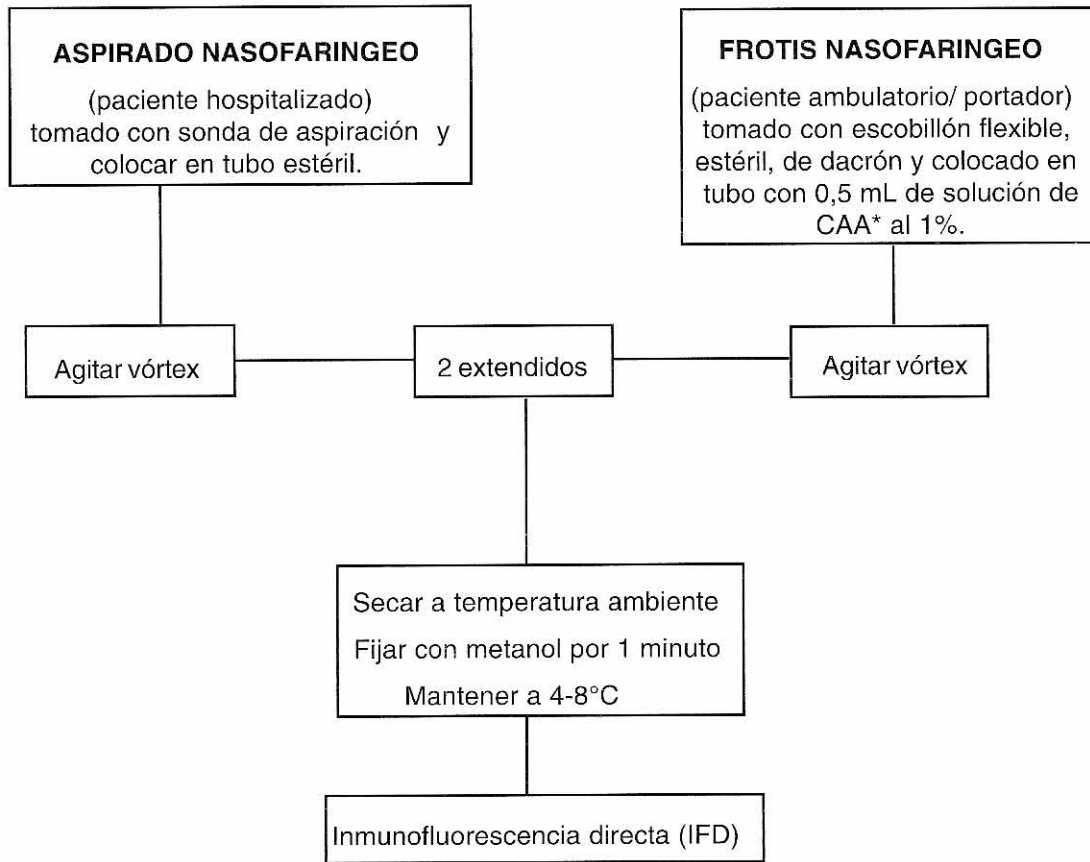 ASPIRADO NASOFARINGEO
(paciente hospitalizado)
tomado con sonda de aspiración y
colocar en tubo estéril.
FROTIS NASOFARINGEO
(paciente ambulatorio/ portador)
tomado con escobillón flexible,
estéril, de dacrón y colocado en
tubo con 0,5 mL de solución de
CAA* al 1%.
Agitar vórtex
2 extendidos
Agitar vórtex
Secar a temperatura ambiente
Fijar con metanol por 1 minuto
Mantener a 4-8°C
Inmunofluorescencia directa (IFD)